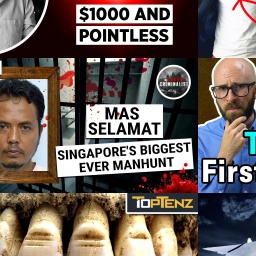 $1000 AND
POINTLESS
CRIMINALIST
MAS
SELAMAT
SINGAPORE'S BIGGEST
EVER MANHUNT
T
First
TOPTENZ